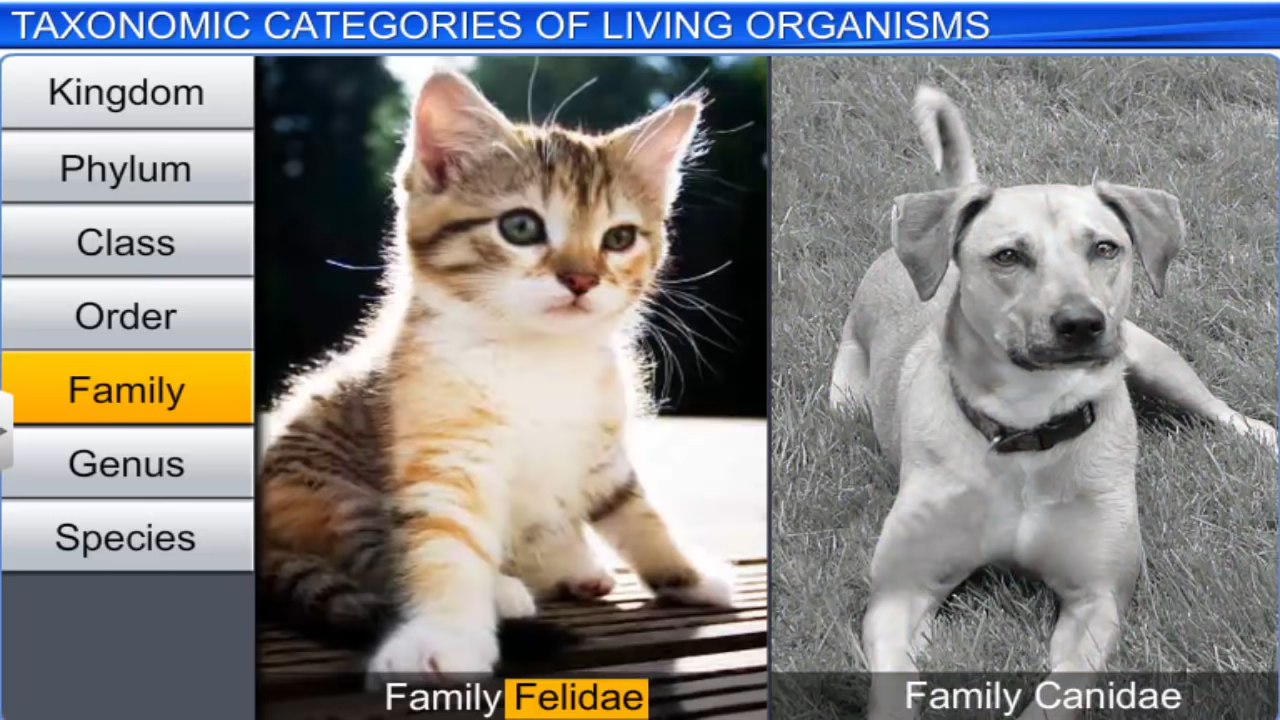 TAXONOMIC CATEGORIES OF LIVING ORGANISMS
Kingdom
Phylum
Class
Order
Family
Genus
Species
Family Felidae
Family Canidae